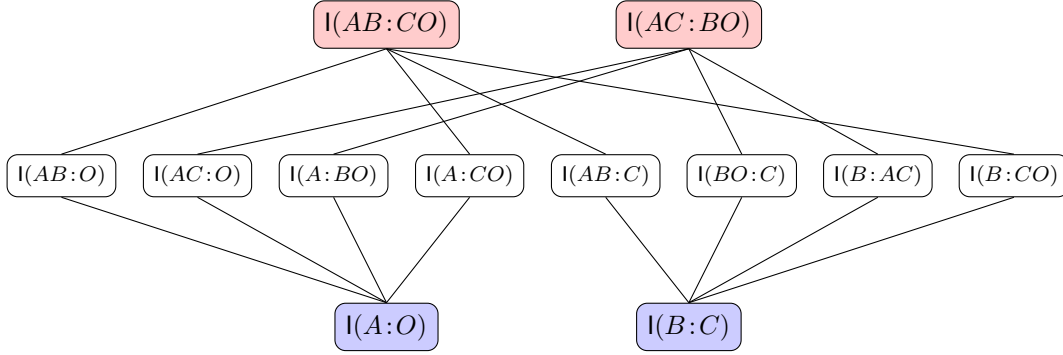 I(AB:CO) I(AC:BO)
I(AB:O) I(AC:O) I(A:BO) I(A:CO) I(AB:C) I(BO:C) I(B:AC) I(B:CO)
I(A:O) I(B:C)